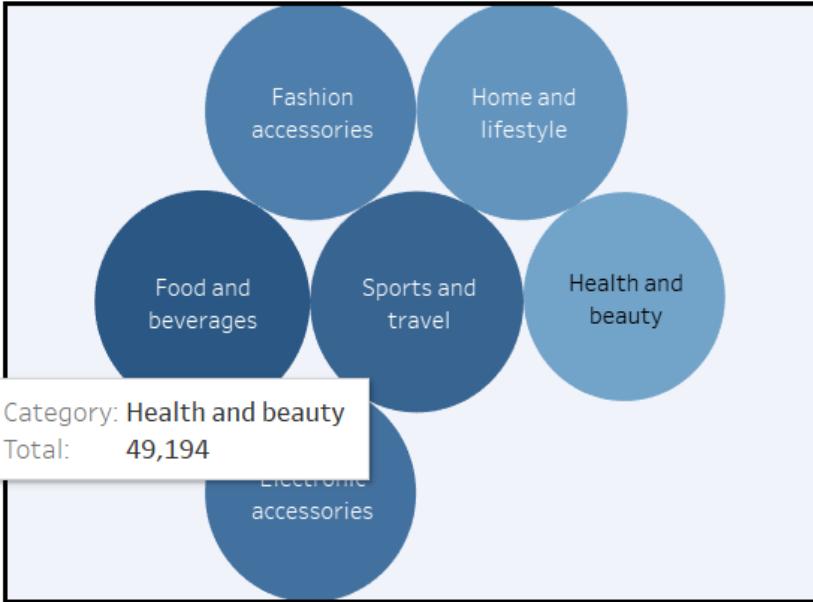 Fashion
accessories
Home and
lifestyle
Food and
beverages
Sports and
travel
Health and
beauty
Category: Health and beauty
Total: 49,194
Electronic
accessories